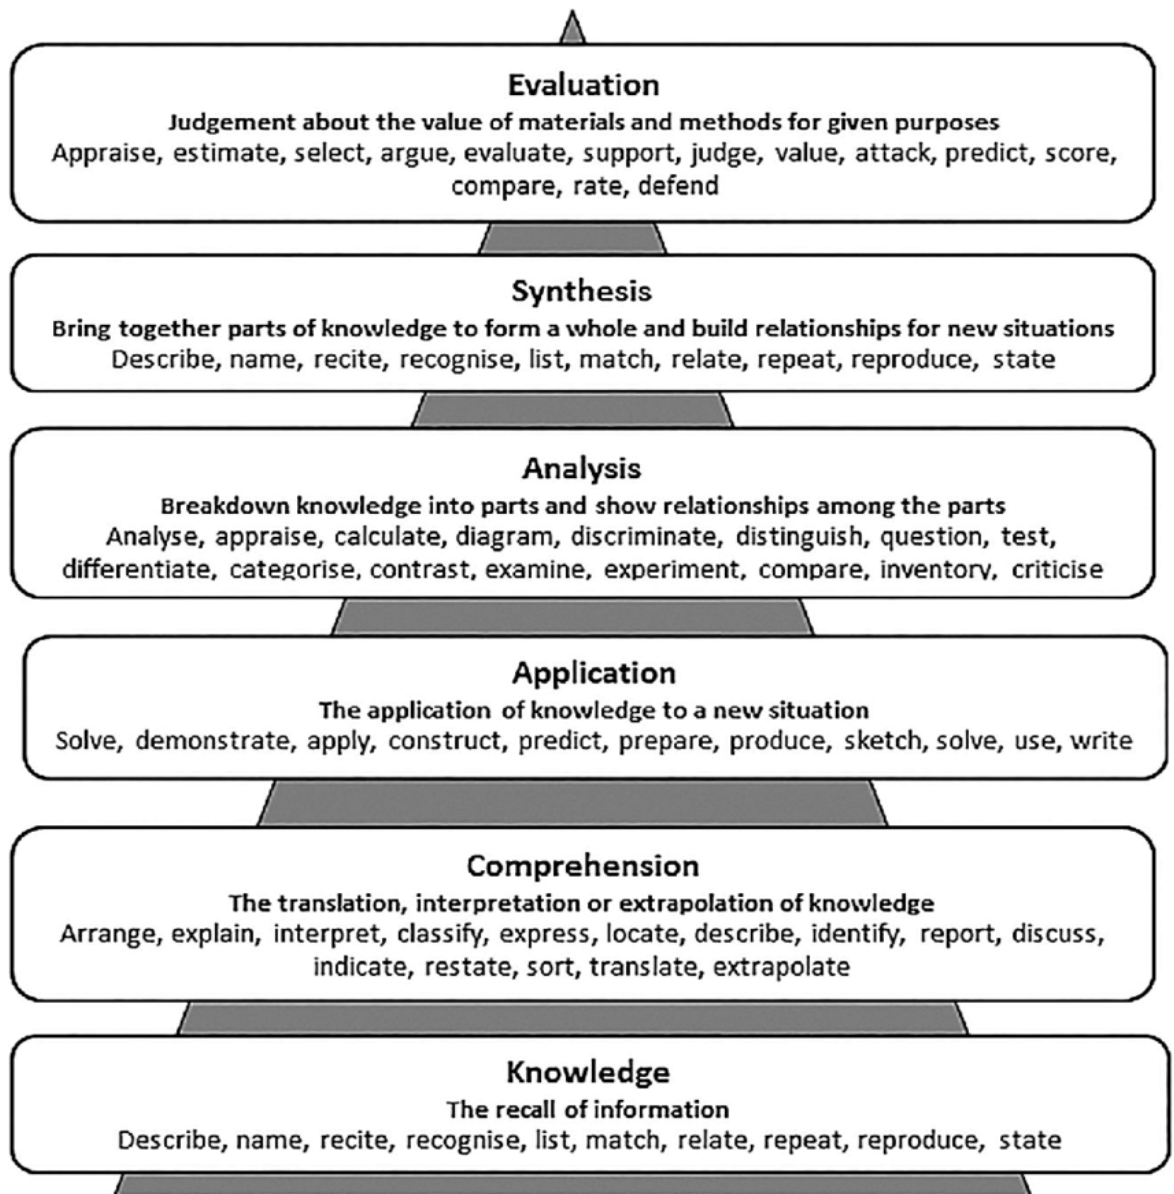 Evaluation
Judgement about the value of materials and methods for given purposes
Appraise, estimate, select, argue, evaluate, support, judge, value, attack, predict, score,
compare, rate, defend
Synthesis
Bring together parts of knowledge to form a whole and build relationships for new situations
Describe, name, recite, recognise, list, match, relate, repeat, reproduce, state
Analysis
Breakdown knowledge into parts and show relationships among the parts
Analyse, appraise, calculate, diagram, discriminate, distinguish, question, test,
differentiate, categorise, contrast, examine, experiment, compare, inventory, criticise
Application
The application of knowledge to a new situation
Solve, demonstrate, apply, construct, predict, prepare, produce, sketch, solve, use, write
Comprehension
The translation, interpretation or extrapolation of knowledge
Arrange, explain, interpret, classify, express, locate, describe, identify, report, discuss,
indicate, restate, sort, translate, extrapolate
Knowledge
The recall of information
Describe, name, recite, recognise, list, match, relate, repeat, reproduce, state